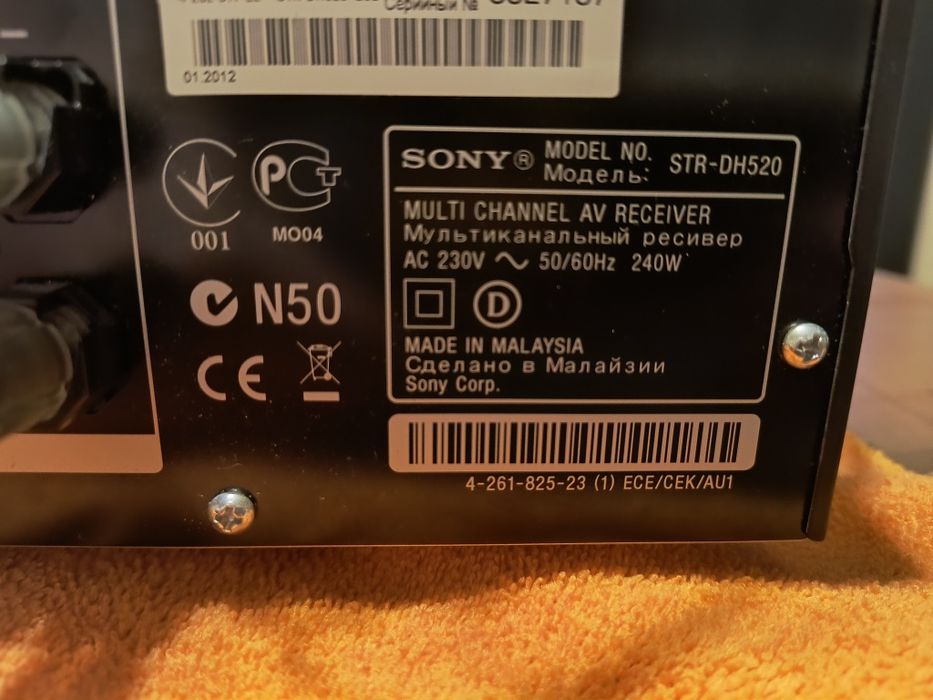 Серийный №
01.2012
001
PCT
MO04
N50
CE
SONY® MODEL NO. STR-DH520
Модель:
MULTI CHANNEL AV RECEIVER
Мультиканальный ресивер
AC 230V ~ 50/60Hz 240W
D
MADE IN MALAYSIA
Сделано в Малайзии
Sony Corp.
4-261-825-23 (1) ECE/CEK/AU1